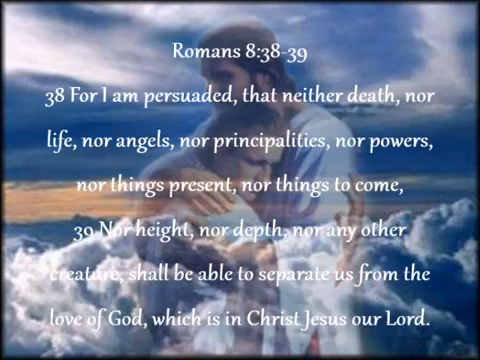 Romans 8:38-39
38 For I am persuaded, that neither death, nor
life, nor angels, nor principalities, nor powers,
nor things present, nor things to come,
39 Nor height, nor depth, nor any other
creature, shall be able to separate us from the
love of God, which is in Christ Jesus our Lord.